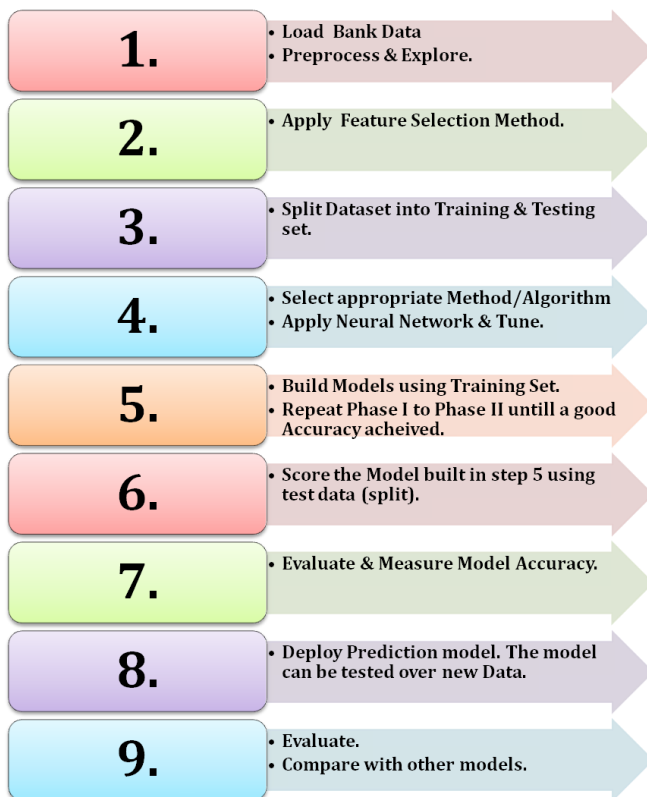 1.
• Load Bank Data
• Preprocess & Explore.
2.
• Apply Feature Selection Method.
3.
• Split Dataset into Training & Testing
set.
4.
• Select appropriate Method/Algorithm
• Apply Neural Network & Tune.
5.
• Build Models using Training Set.
• Repeat Phase I to Phase II untill a good
Accuracy acheived.
6.
• Score the Model built in step 5 using
test data (split).
7.
• Evaluate & Measure Model Accuracy.
8.
• Deploy Prediction model. The model
can be tested over new Data.
9.
• Evaluate.
• Compare with other models.